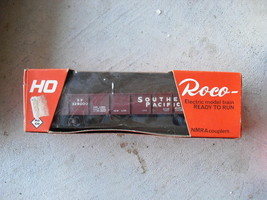 HO
Roco-
Electric model train
READY TO RUN
S.P.
SOUTHERN
PACIFIC
NMRA couplers